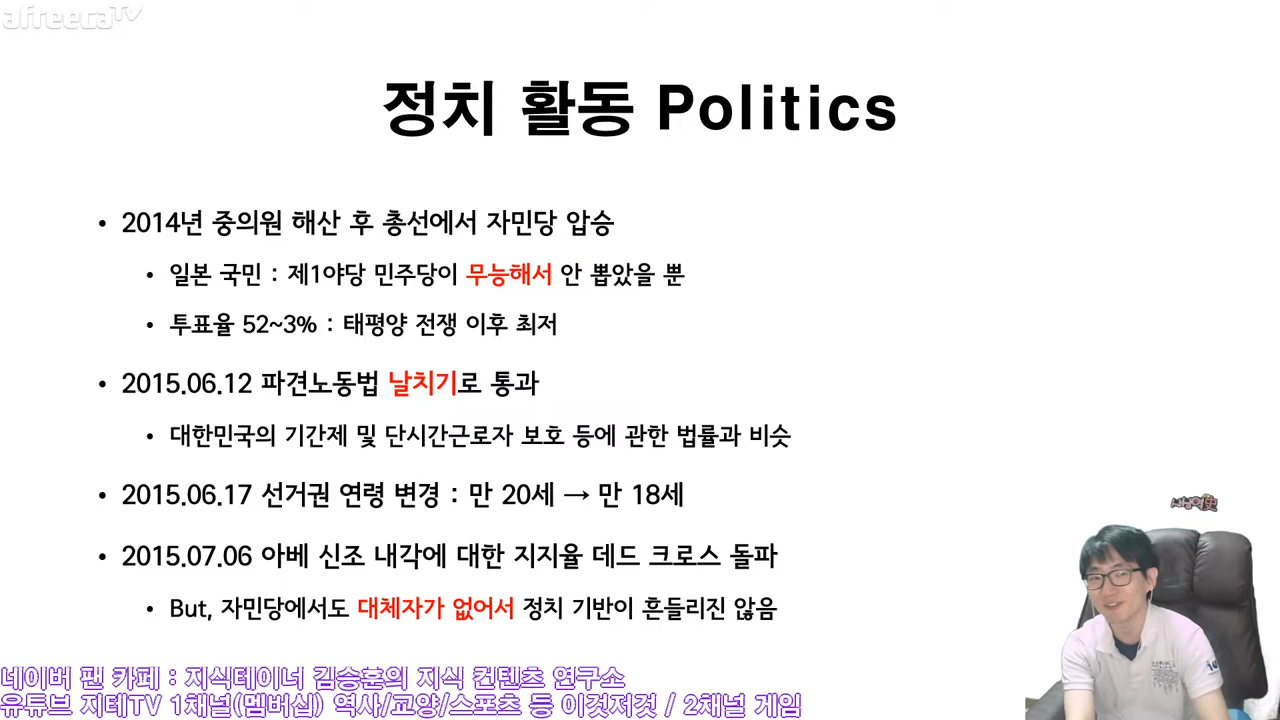 afreecaTV
정치 활동 Politics
• 2014년 중의원 해산 후 총선에서 자민당 압승
• 일본 국민 : 제1야당 민주당이 무능해서 안 뽑았을 뿐
• 투표율 52~3% : 태평양 전쟁 이후 최저
• 2015.06.12 파견노동법 날치기로 통과
• 대한민국의 기간제 및 단시간근로자 보호 등에 관한 법률과 비슷
• 2015.06.17 선거권 연령 변경 : 만 20세 → 만 18세
• 2015.07.06 아베 신조 내각에 대한 지지율 데드 크로스 돌파
• But, 자민당에서도 대체자가 없어서 정치 기반이 흔들리진 않음
네이버 팬 카페 : 지식테이너 김승훈의 지식 컨텐츠 연구소
유튜브 지테TV 1채널(멤버십) 역사/교양/스포츠 등 이것저것 / 2채널 게임